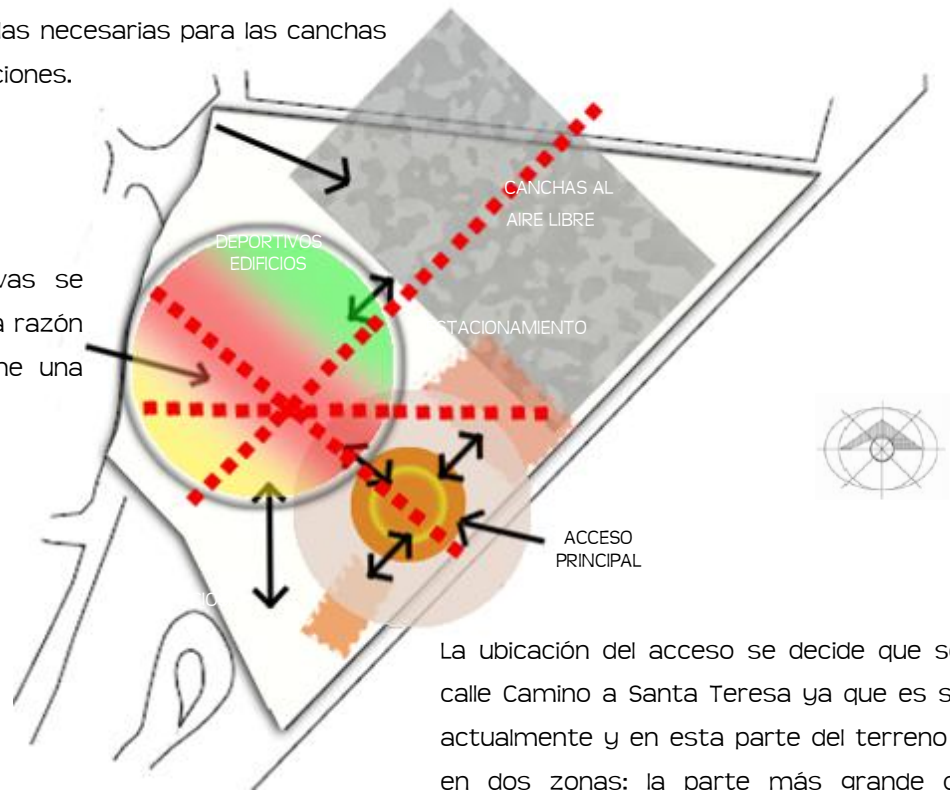 las necesarias para las canchas
ciones.
CANCHAS AL
AIRE LIBRE
DEPORTIVOS
EDIFICIOS
vas se
a razón
ne una
STACIONAMIENTO
ACCESO
PRINCIPAL
La ubicación del acceso se decide que s
calle Camino a Santa Teresa ya que es s
actualmente y en esta parte del terreno
en dos zonas: la parte más grande